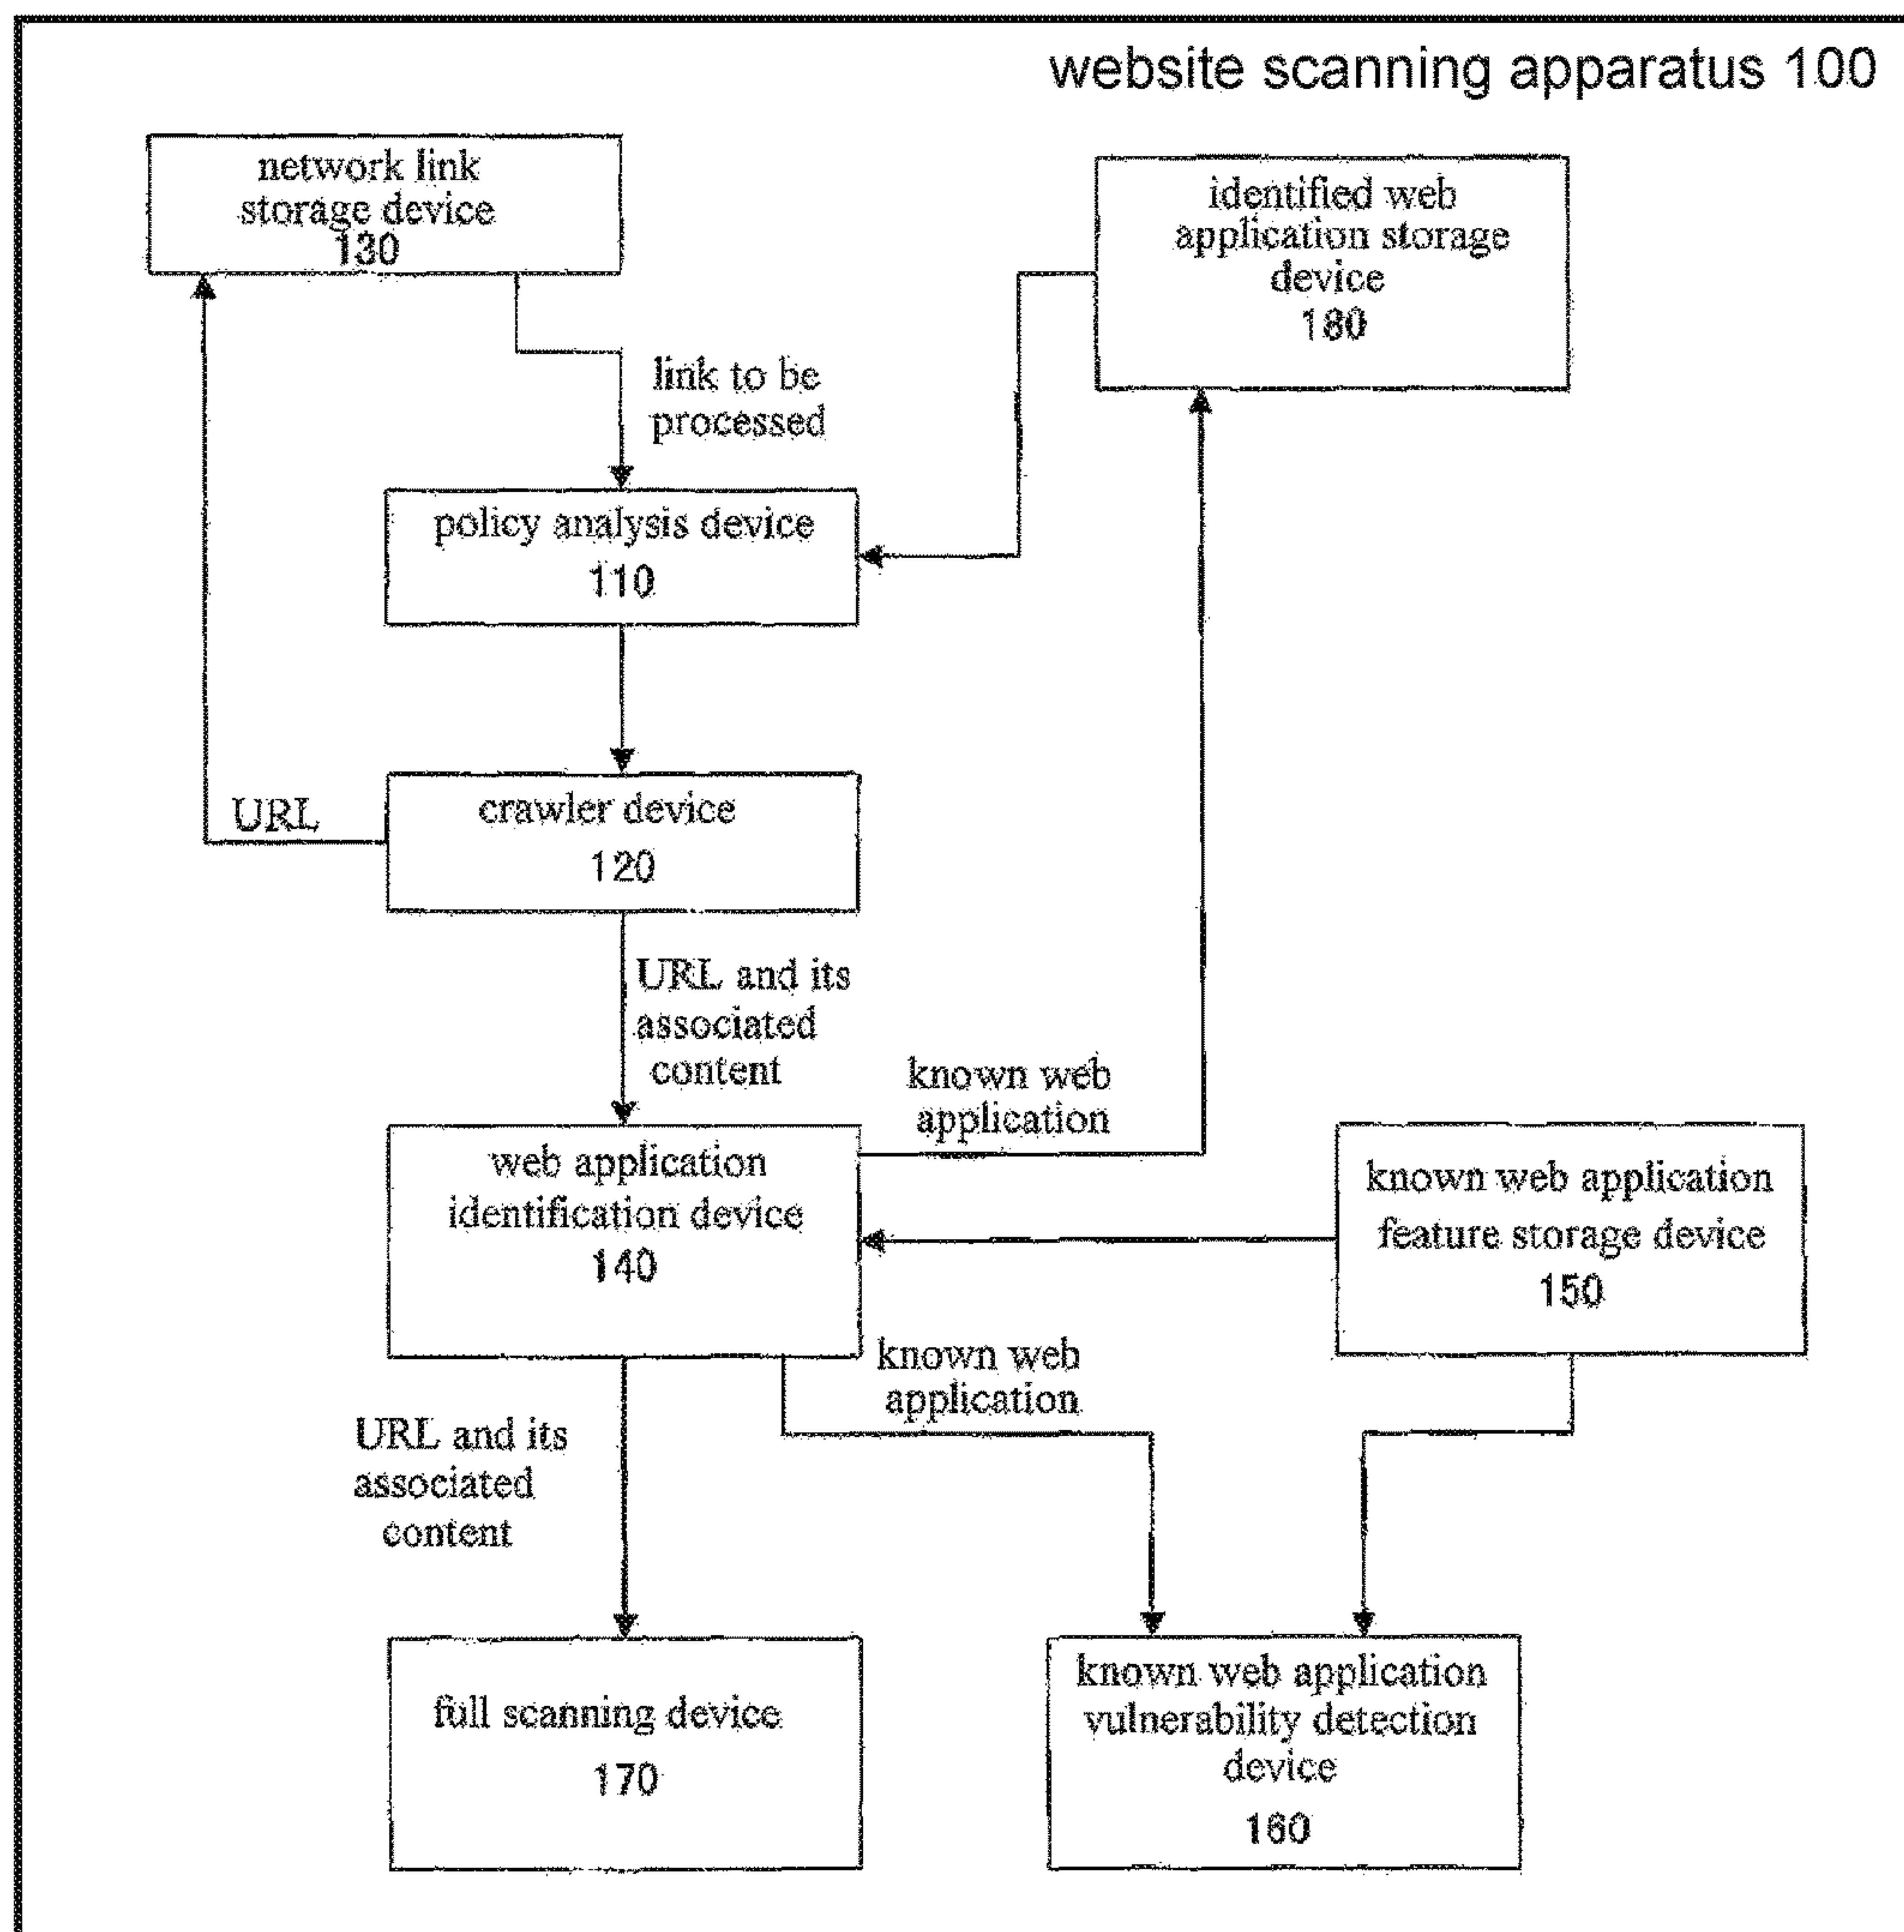 website scanning apparatus 100
network link
storage device
130
identified web
application storage
device
180
link to be
processed
policy analysis device
110
URL
crawler device
120
URL and its
associated
content
known web
application
web application
identification device
140
known web application
feature storage device
150
known web
application
URL and its
associated
content
full scanning device
170
known web application
vulnerability detection
device
160